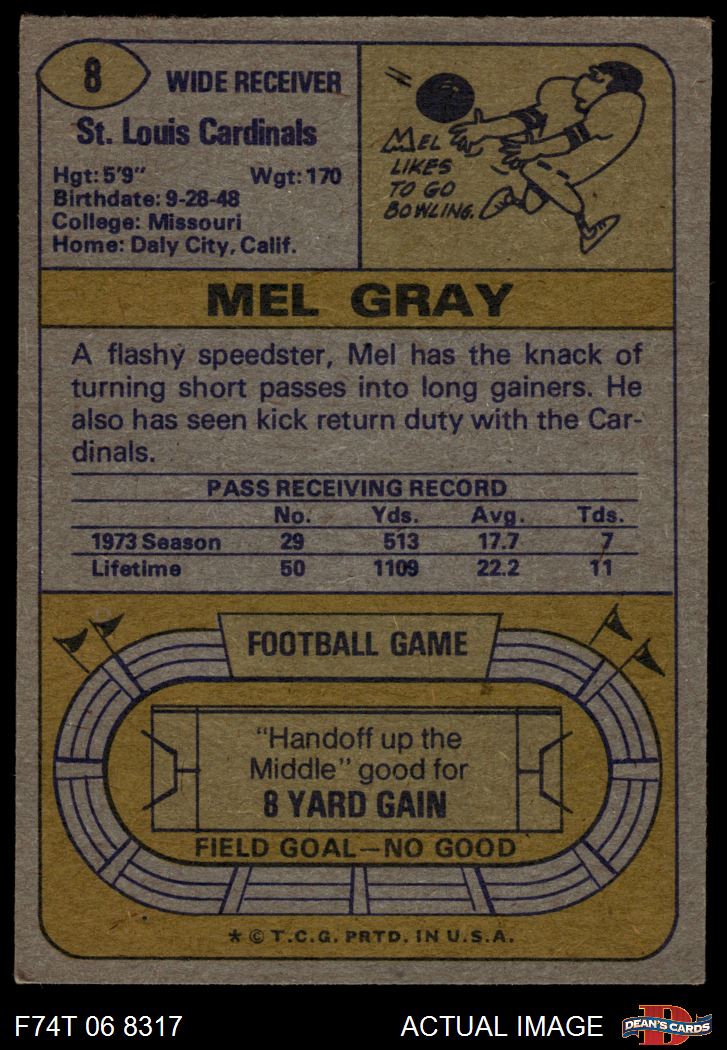 8
WIDE RECEIVER
St. Louis Cardinals
Hgt: 5'9" Wgt: 170
Birthdate: 9-28-48
College: Missouri
Home: Daly City, Calif.
MEL
LIKES
TO GO
BOWLING.
MEL GRAY
A flashy speedster, Mel has the knack of
turning short passes into long gainers. He
also has seen kick return duty with the Car-
dinals.
PASS RECEIVING RECORD
No. Yds. Avg. Tds.
1973 Season 29 513 17.7 7
Lifetime 50 1109 22.2 11
FOOTBALL GAME
"Handoff up the
Middle" good for
8 YARD GAIN
FIELD GOAL—NO GOOD
* © T.C.G. PRTD. IN U.S.A.
F74T 06 8317 ACTUAL IMAGE
D
DEAN'S CARDS